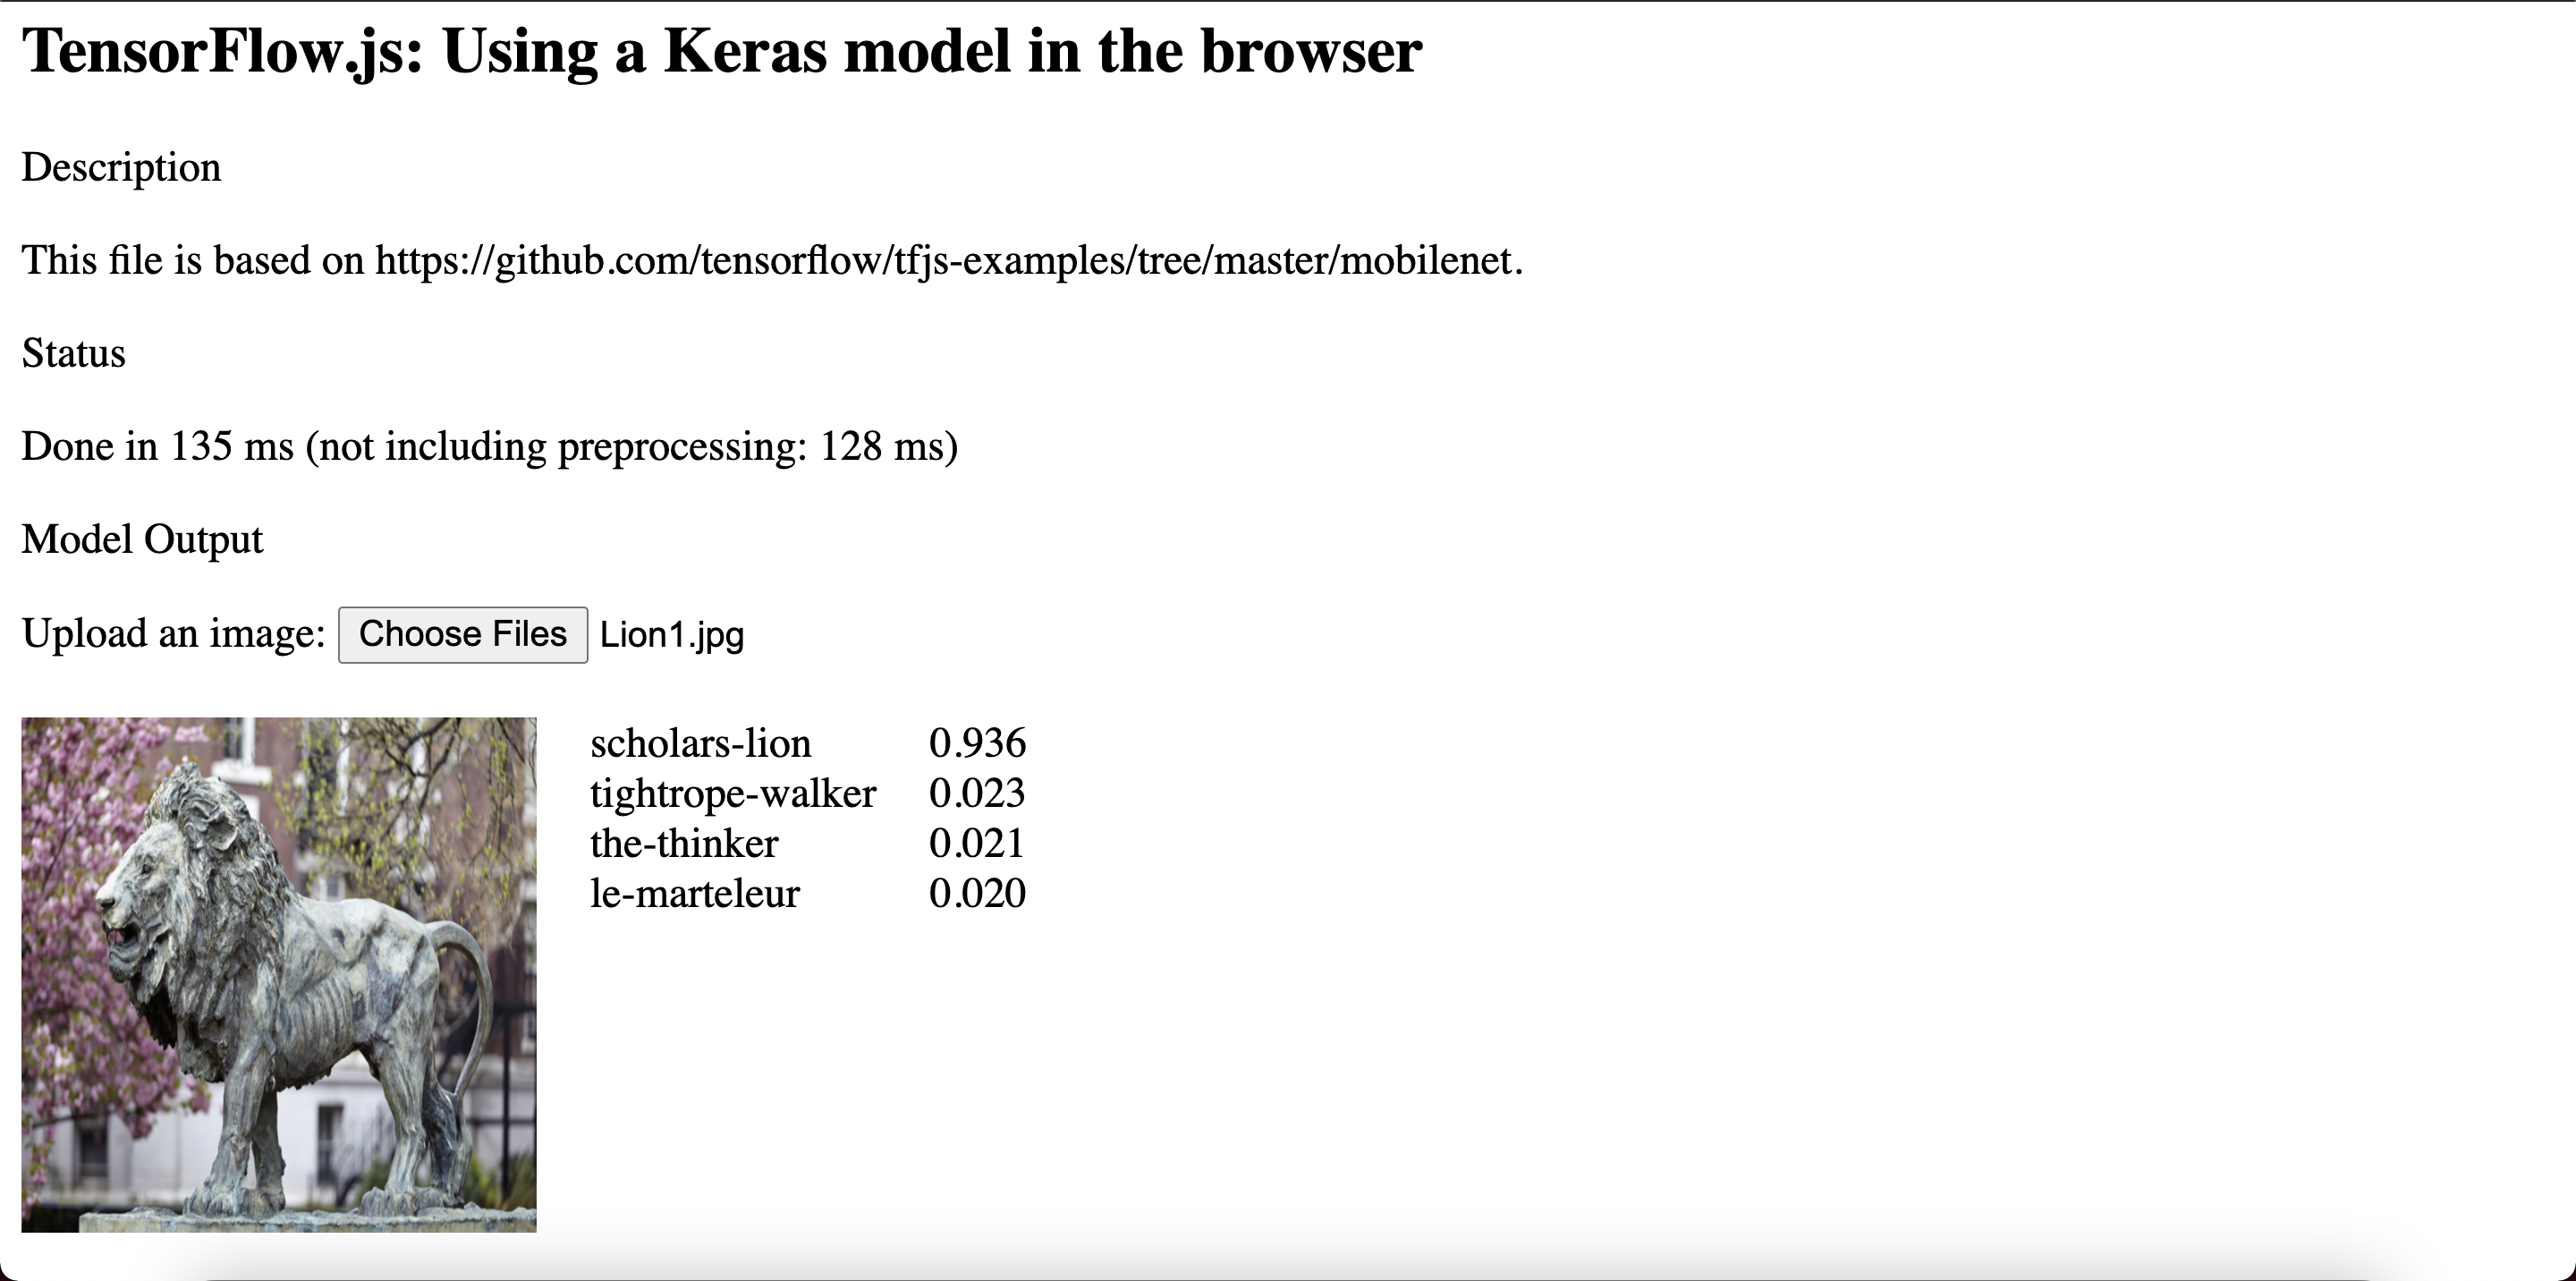 TensorFlow.js: Using a Keras model in the browser
Description
This file is based on https://github.com/tensorflow/tfjs-examples/tree/master/mobilenet.
Status
Done in 135 ms (not including preprocessing: 128 ms)
Model Output
Upload an image: Choose Files Lion1.jpg
scholars-lion 0.936
tightrope-walker 0.023
the-thinker 0.021
le-marteleur 0.020